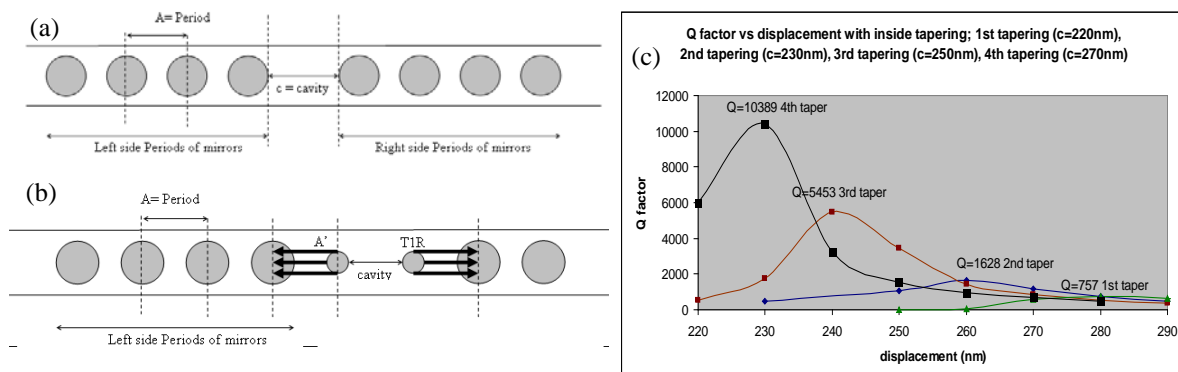 (a)
A= Period
c = cavity
Left side Periods of mirrors
Right side Periods of mirrors
(b)
A= Period
A'
T1R
cavity
Left side Periods of mirrors
(c)
Q factor vs displacement with inside tapering; 1st tapering (c=220nm),
2nd tapering (c=230nm), 3rd tapering (c=250nm), 4th tapering (c=270nm)
Q factor
12000
10000
8000
6000
4000
2000
0
Q=10389 4th taper
Q=5453 3rd taper
Q=1628 2nd taper
Q=757 1st taper
220 230 240 250 260 270 280 290
displacement (nm)